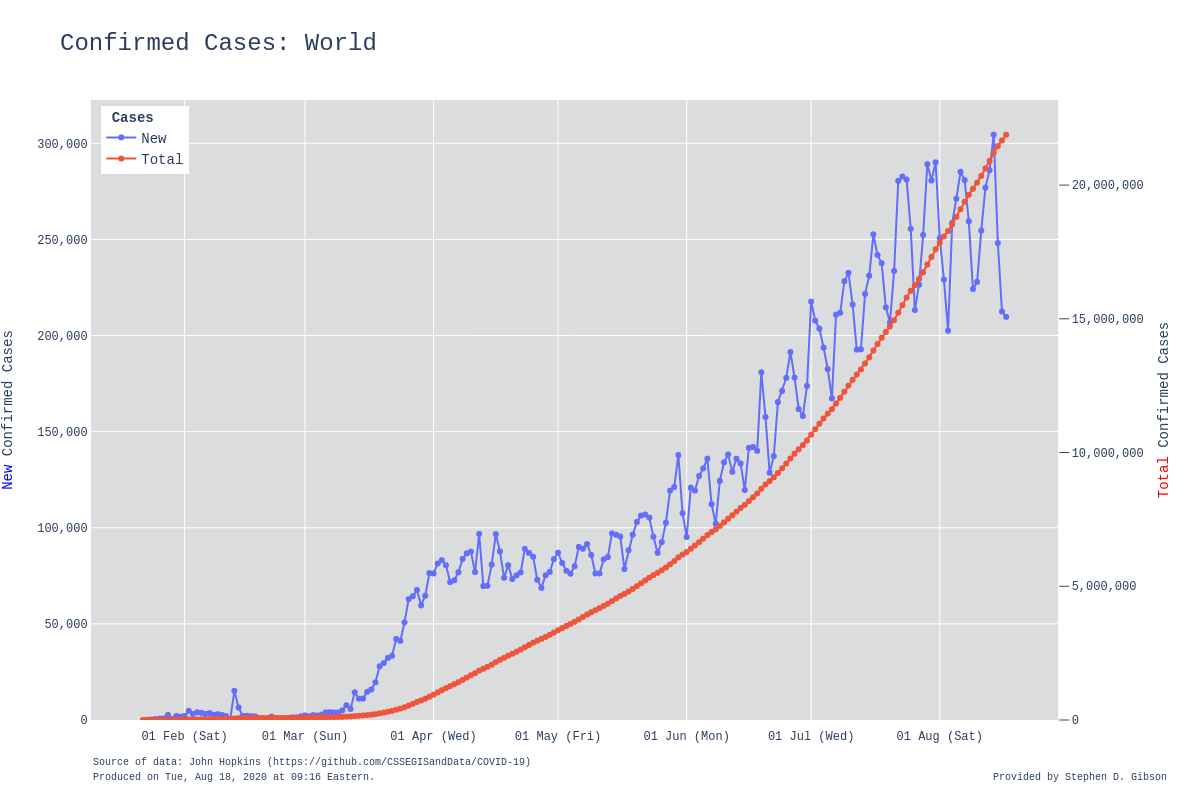 Confirmed Cases: World
Cases
New
Total
300,000
250,000
200,000
150,000
100,000
50,000
0
20,000,000
15,000,000
10,000,000
5,000,000
0
New Confirmed Cases
Total Confirmed Cases
01 Feb (Sat) 01 Mar (Sun) 01 Apr (Wed) 01 May (Fri) 01 Jun (Mon) 01 Jul (Wed) 01 Aug (Sat)
Source of data: John Hopkins (https://github.com/CSSEGISandData/COVID-19)
Produced on Tue, Aug 18, 2020 at 09:16 Eastern.
Provided by Stephen D. Gibson